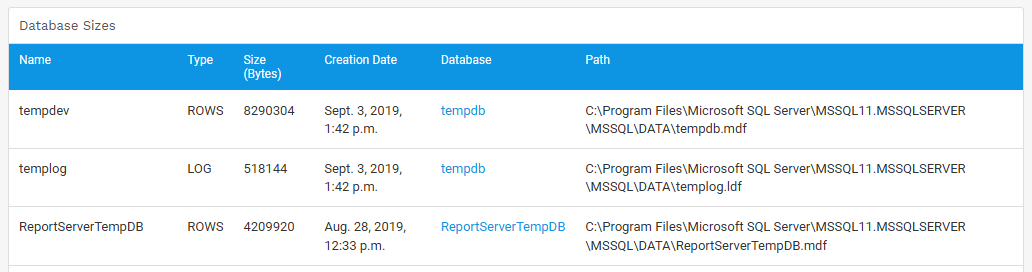 Database Sizes
Name Type Size (Bytes) Creation Date Database Path
tempdev ROWS 8290304 Sept. 3, 2019, 1:42 p.m. tempdb C:\Program Files\Microsoft SQL Server\MSSQL11.MSSQLSERVER\MSSQL\DATA\tempdb.mdf
templog LOG 518144 Sept. 3, 2019, 1:42 p.m. tempdb C:\Program Files\Microsoft SQL Server\MSSQL11.MSSQLSERVER\MSSQL\DATA\templog.ldf
ReportServerTempDB ROWS 4209920 Aug. 28, 2019, 12:33 p.m. ReportServerTempDB C:\Program Files\Microsoft SQL Server\MSSQL11.MSSQLSERVER\MSSQL\DATA\ReportServerTempDB.mdf